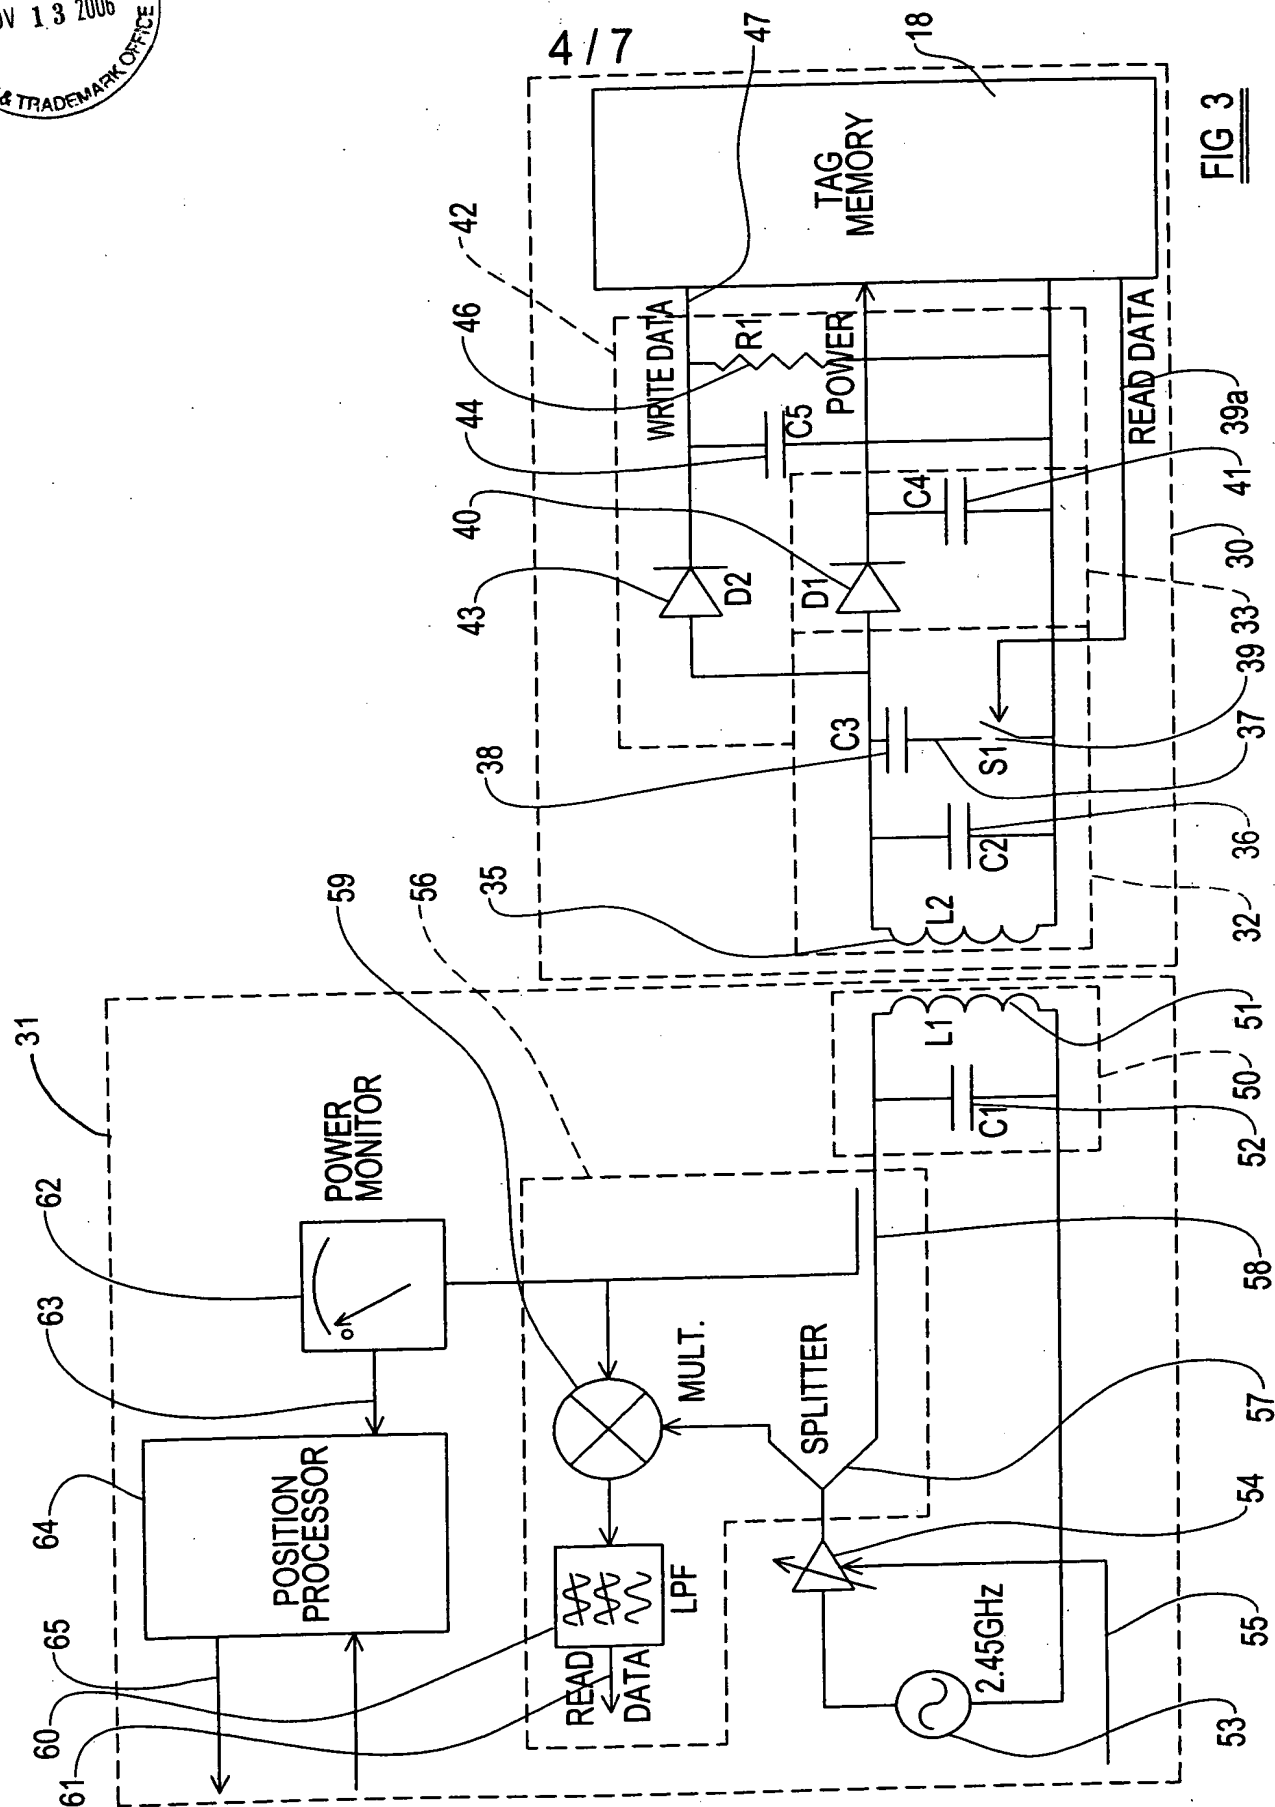 OV 13 2006
& TRADEMARK OFFICE
4 / 7
FIG 3
31
62
63
64
65
60
61
POWER
MONITOR
POSITION
PROCESSOR
59
56
MULT.
SPLITTER
LPF
READ
DATA
2.45GHz
L1
C1
51
50
52
58
57
54
55
53
47
18
42
46
44
40
43
38
35
TAG
MEMORY
WRITE DATA
R1
POWER
C5
READ DATA
C4
D2
D1
C3
S1
C2
L2
39a
41
30
33
39
37
36
32